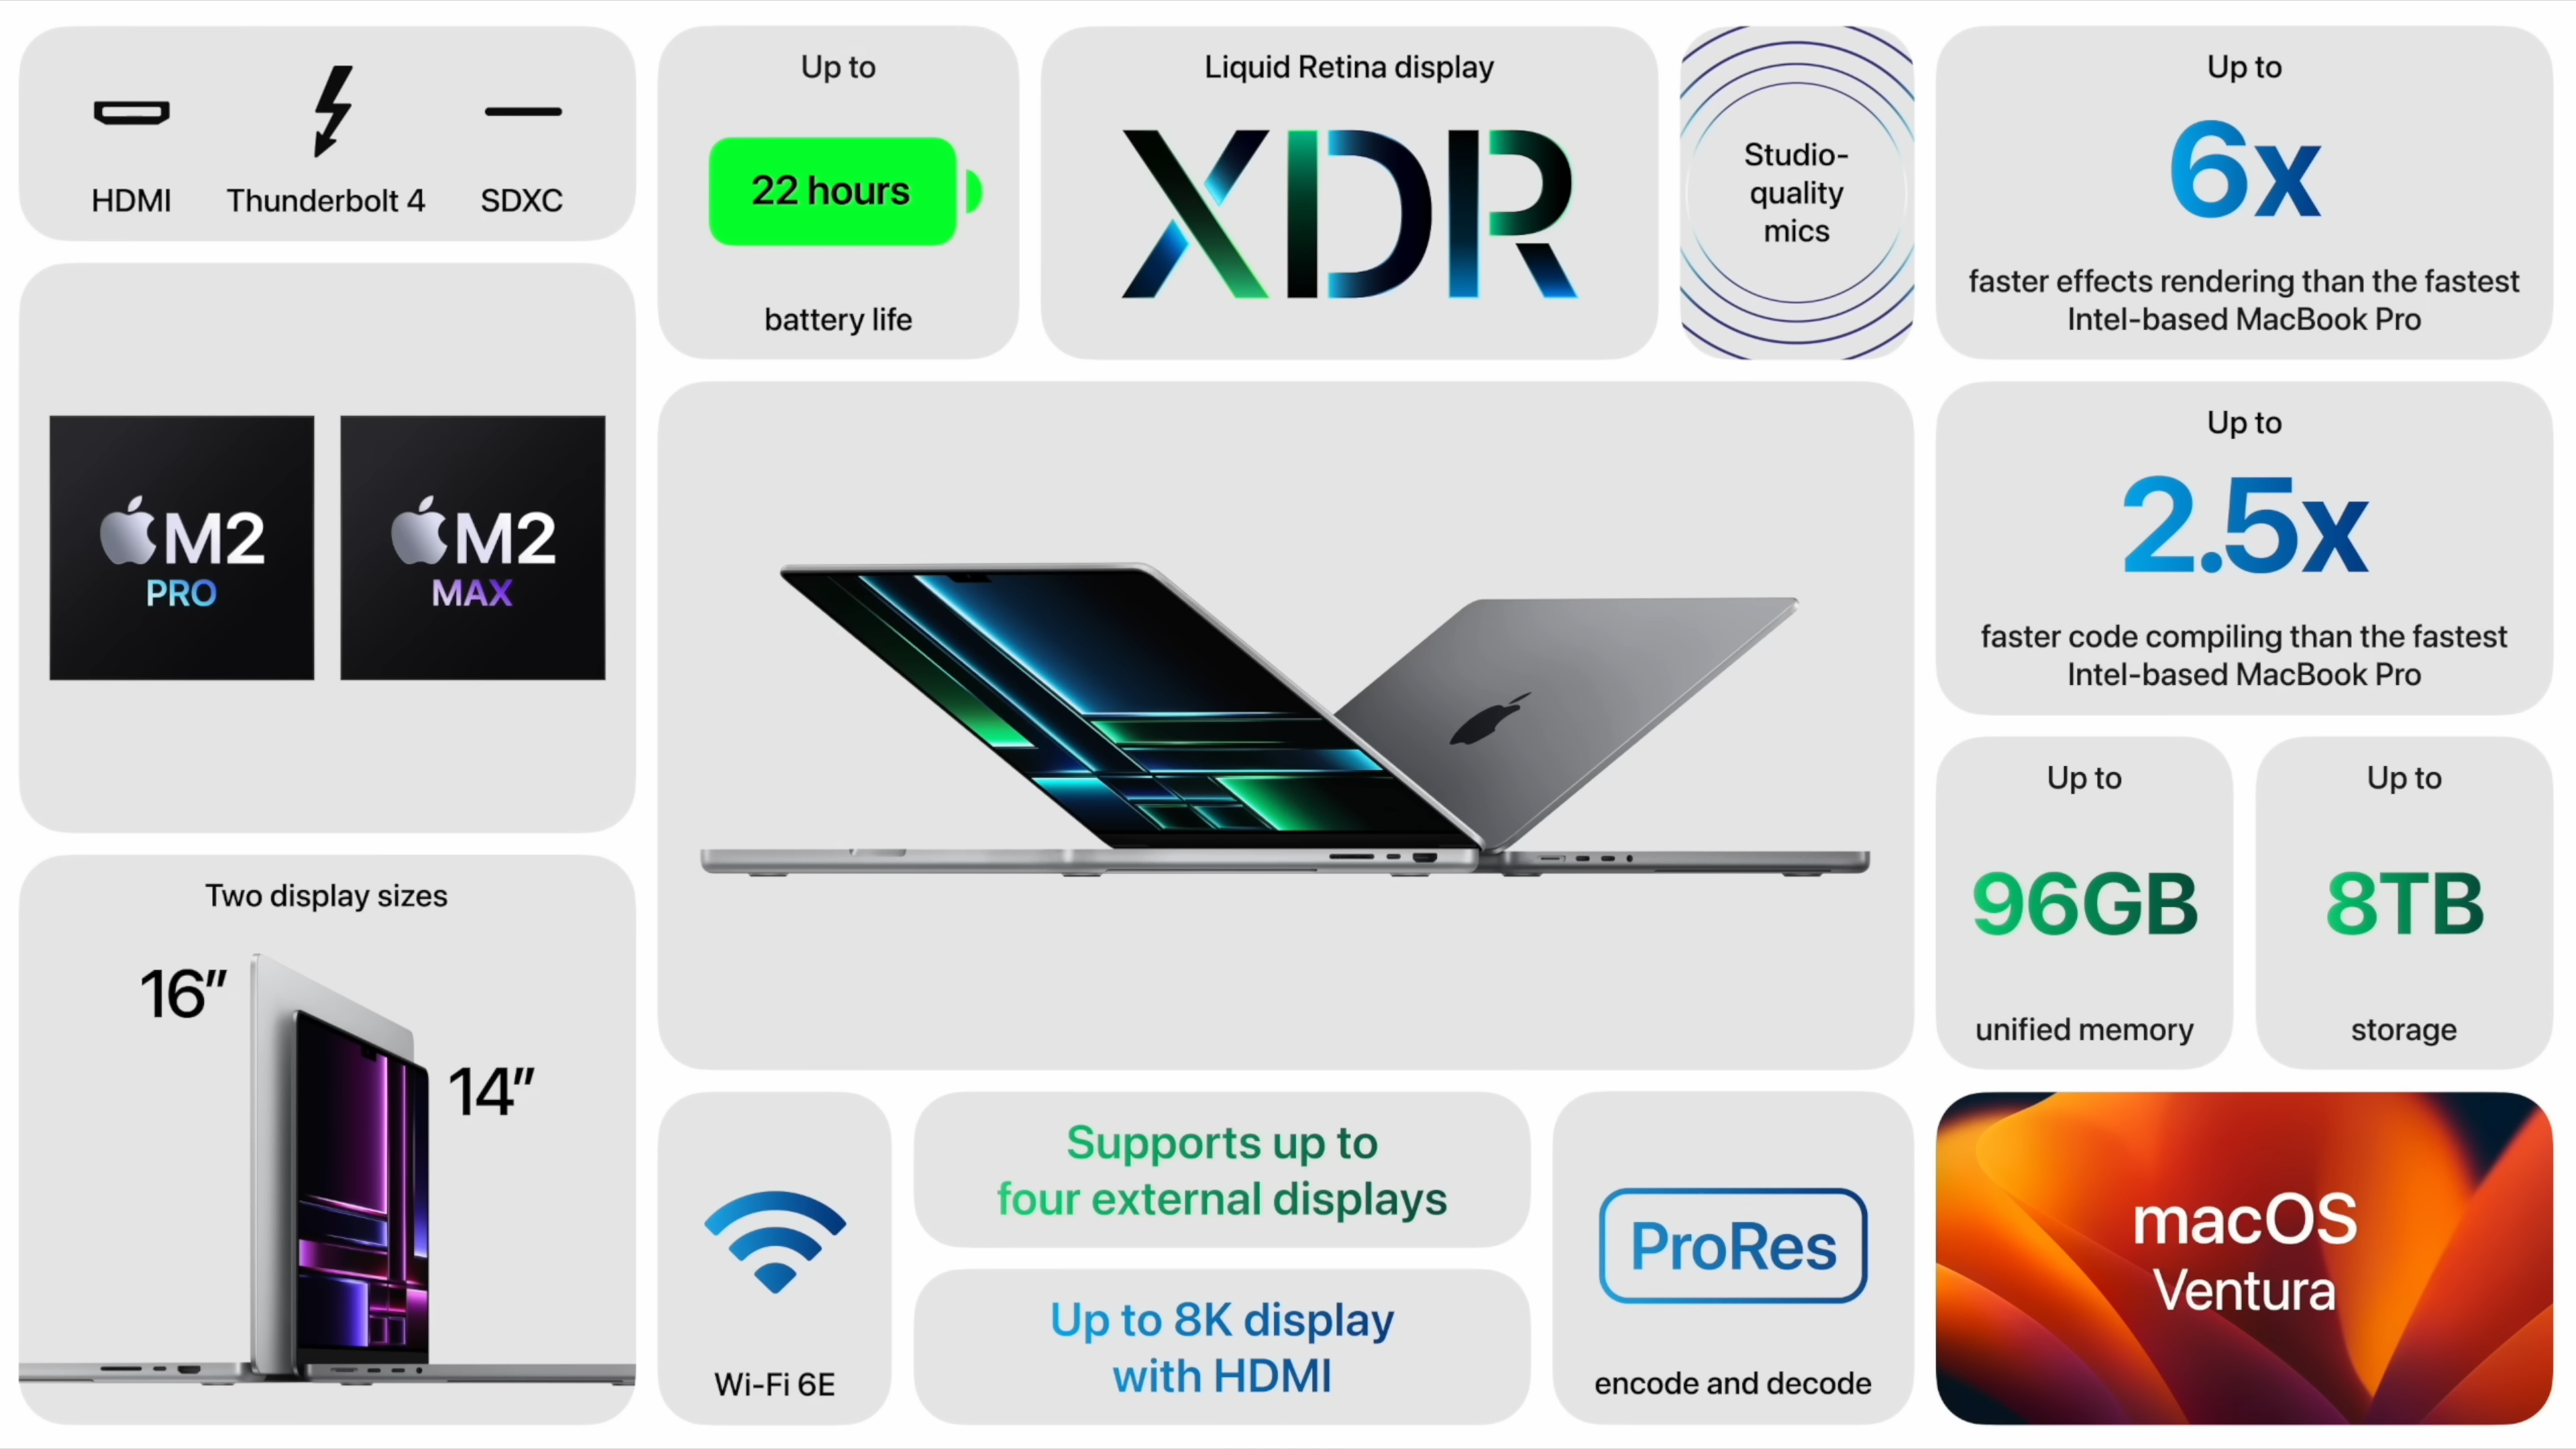 HDMI
Thunderbolt 4
SDXC
Up to
22 hours
battery life
Liquid Retina display
XDR
Studio-
quality
mics
Up to
6x
faster effects rendering than the fastest
Intel-based MacBook Pro
M2
PRO
M2
MAX
Up to
2.5x
faster code compiling than the fastest
Intel-based MacBook Pro
Two display sizes
16”
14”
Up to
96GB
unified memory
Up to
8TB
storage
Wi-Fi 6E
Supports up to
four external displays
Up to 8K display
with HDMI
ProRes
encode and decode
macOS
Ventura